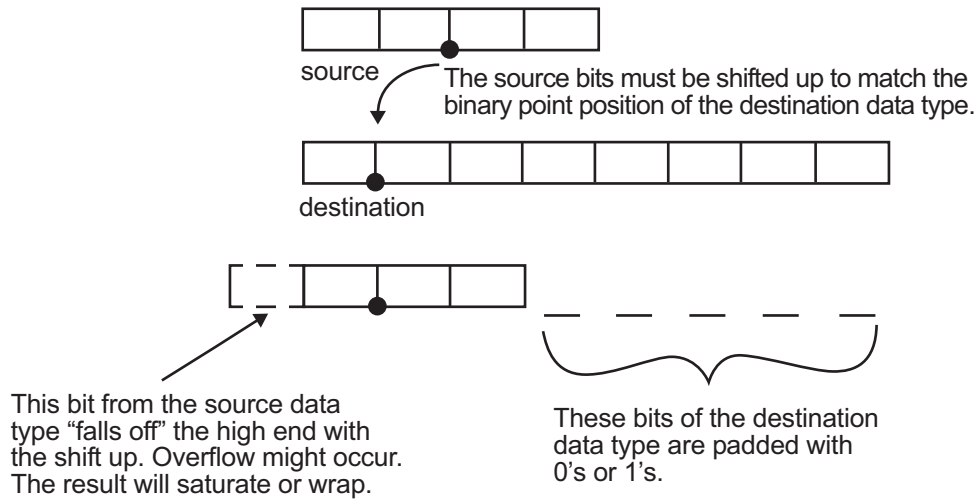 source
The source bits must be shifted up to match the
binary point position of the destination data type.
destination
This bit from the source data
type “falls off” the high end with
the shift up. Overflow might occur.
The result will saturate or wrap.
These bits of the destination
data type are padded with
0's or 1's.